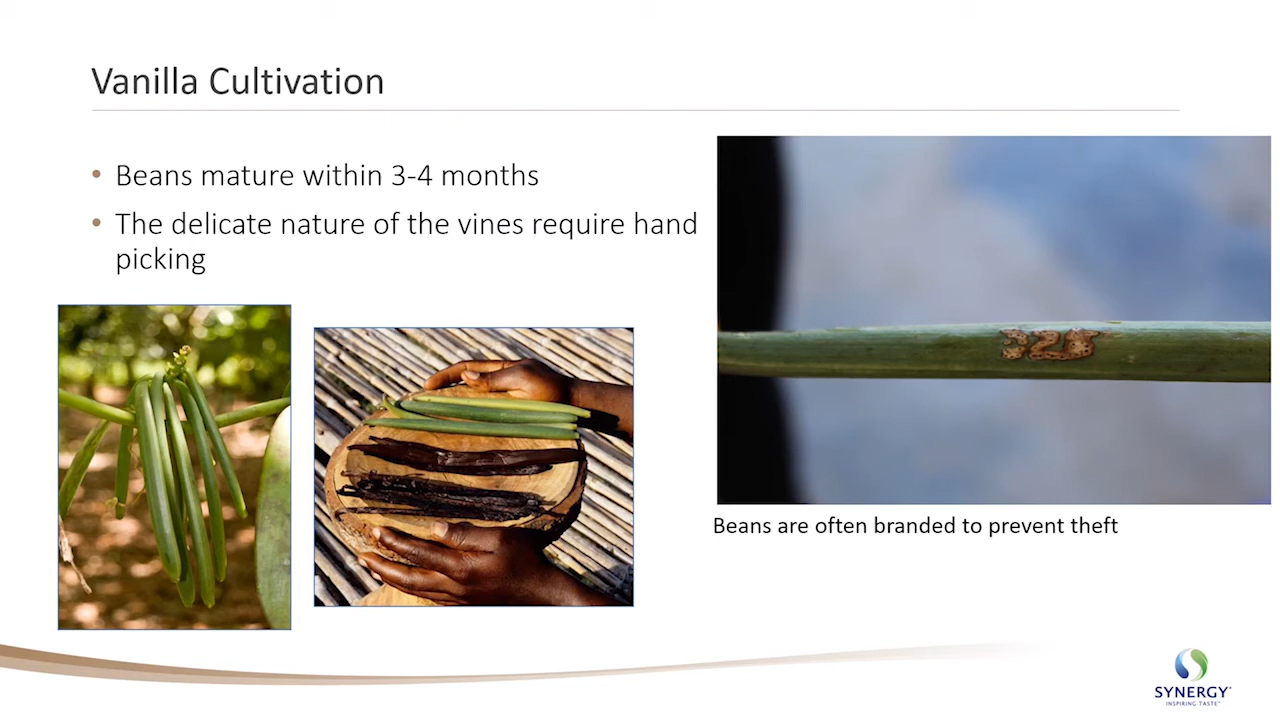 Vanilla Cultivation
• Beans mature within 3-4 months
• The delicate nature of the vines require hand
picking
Beans are often branded to prevent theft
SYNERGY
INSPIRING TASTE™